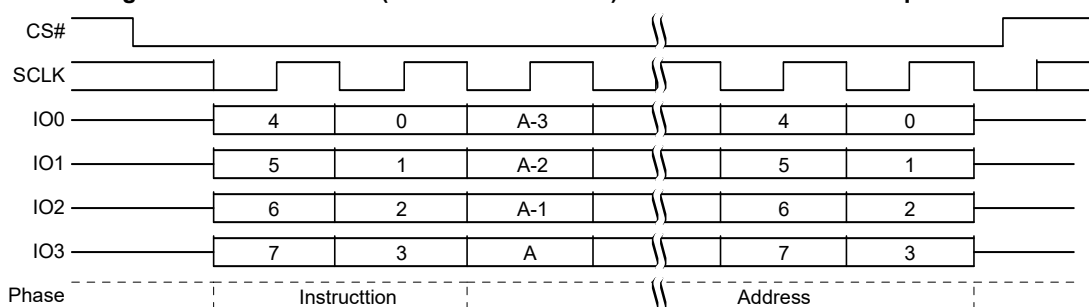 CS#
SCLK
IO0 4 0 A-3 4 0
IO1 5 1 A-2 5 1
IO2 6 2 A-1 6 2
IO3 7 3 A 7 3
Phase Instructtion Address